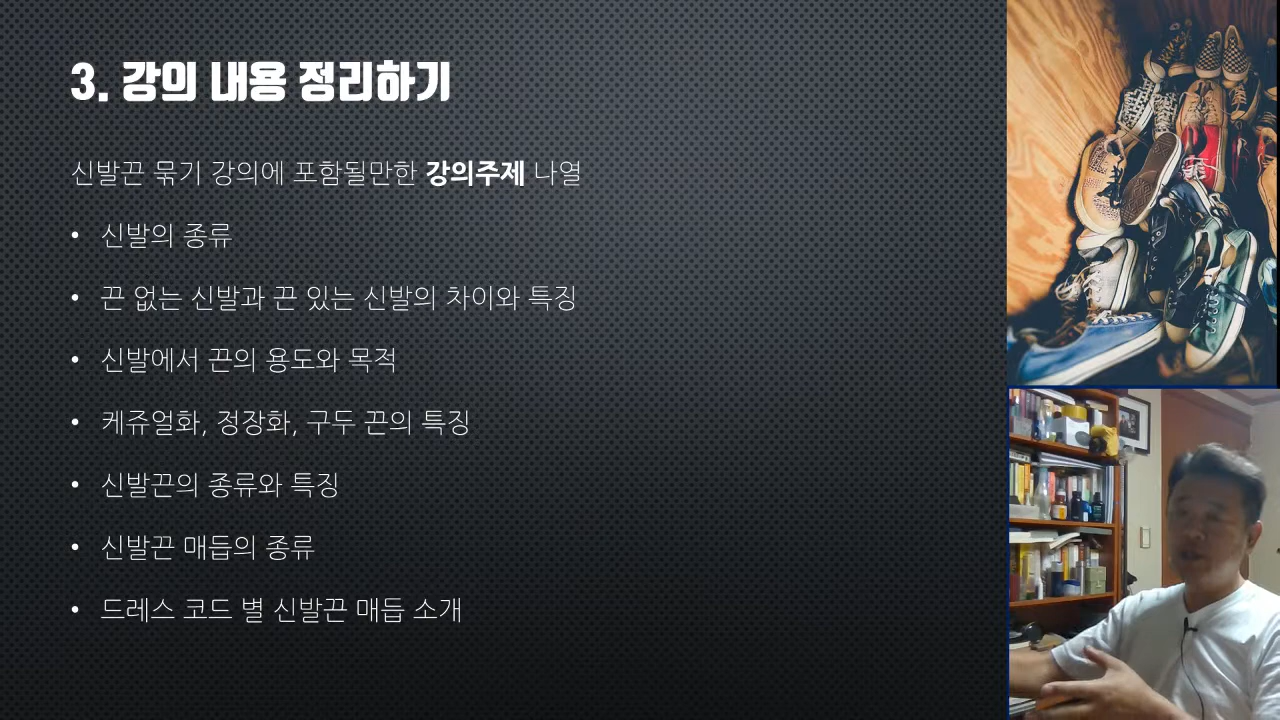 3. 강의 내용 정리하기
신발끈 묶기 강의에 포함될만한 강의주제 나열
• 신발의 종류
• 끈 없는 신발과 끈 있는 신발의 차이와 특징
• 신발에서 끈의 용도와 목적
• 케쥬얼화, 정장화, 구두 끈의 특징
• 신발끈의 종류와 특징
• 신발끈 매듭의 종류
• 드레스 코드 별 신발끈 매듭 소개